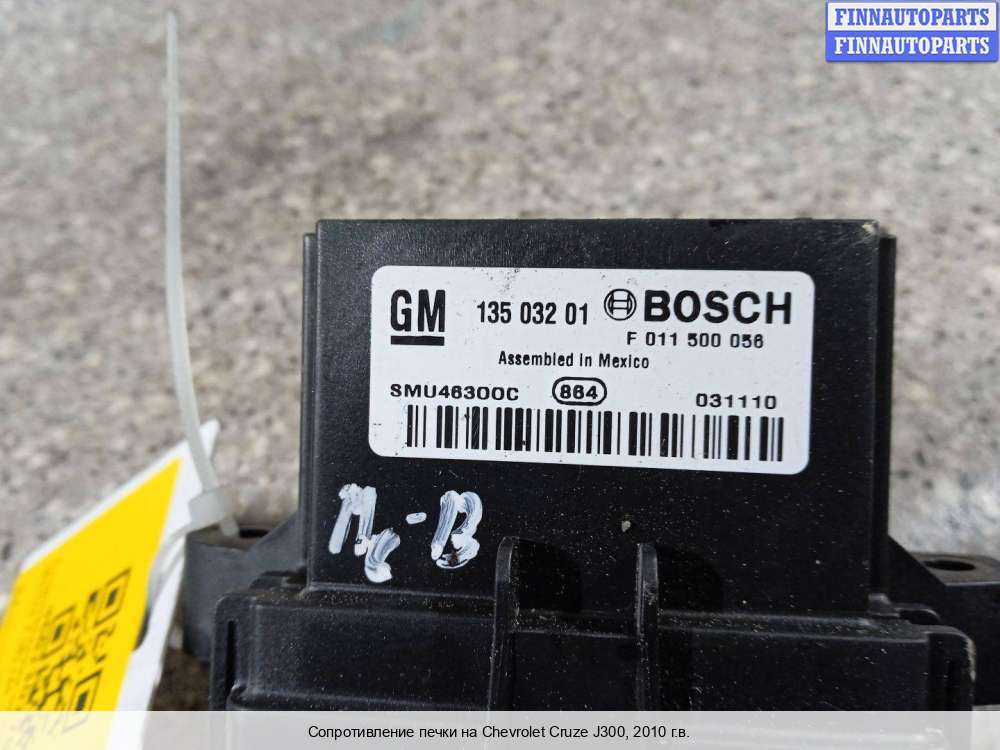 FINNAUTOPARTS
FINNAUTOPARTS
GM 135 032 01 BOSCH
F 011 500 056
Assembled in Mexico
SMU46300C 864 031110
Сопротивление печки на Chevrolet Cruze J300, 2010 г.в.